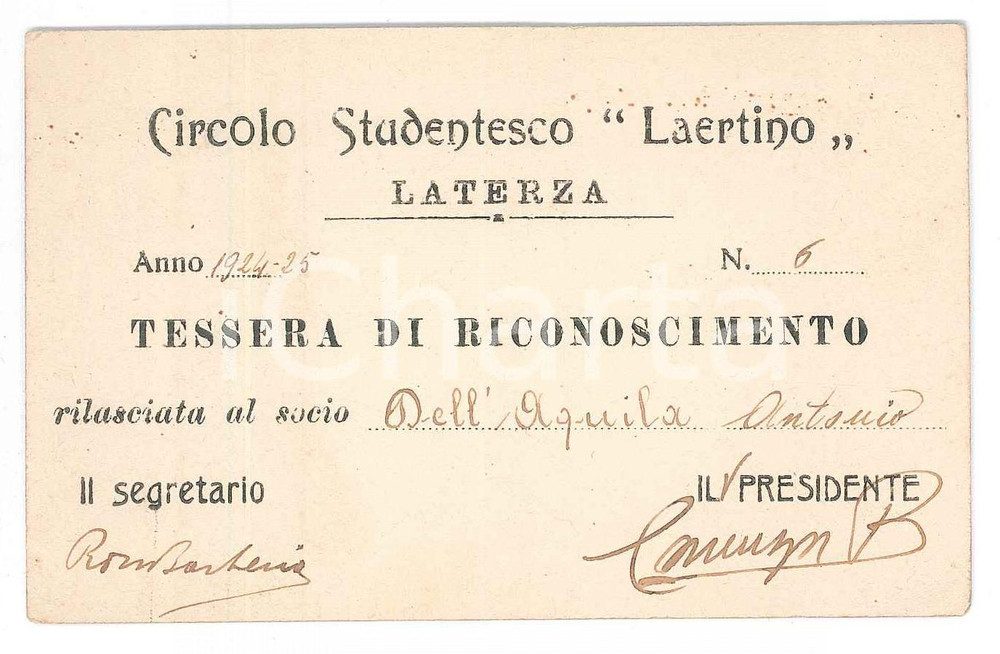 Circolo Studentesco “ Laertino „
LATERZA
Anno 1924-25 N. 6
TESSERA DI RICONOSCIMENTO
iCharta
rilasciata al socio Dell'Aquila Antonio
Il segretario IL PRESIDENTE